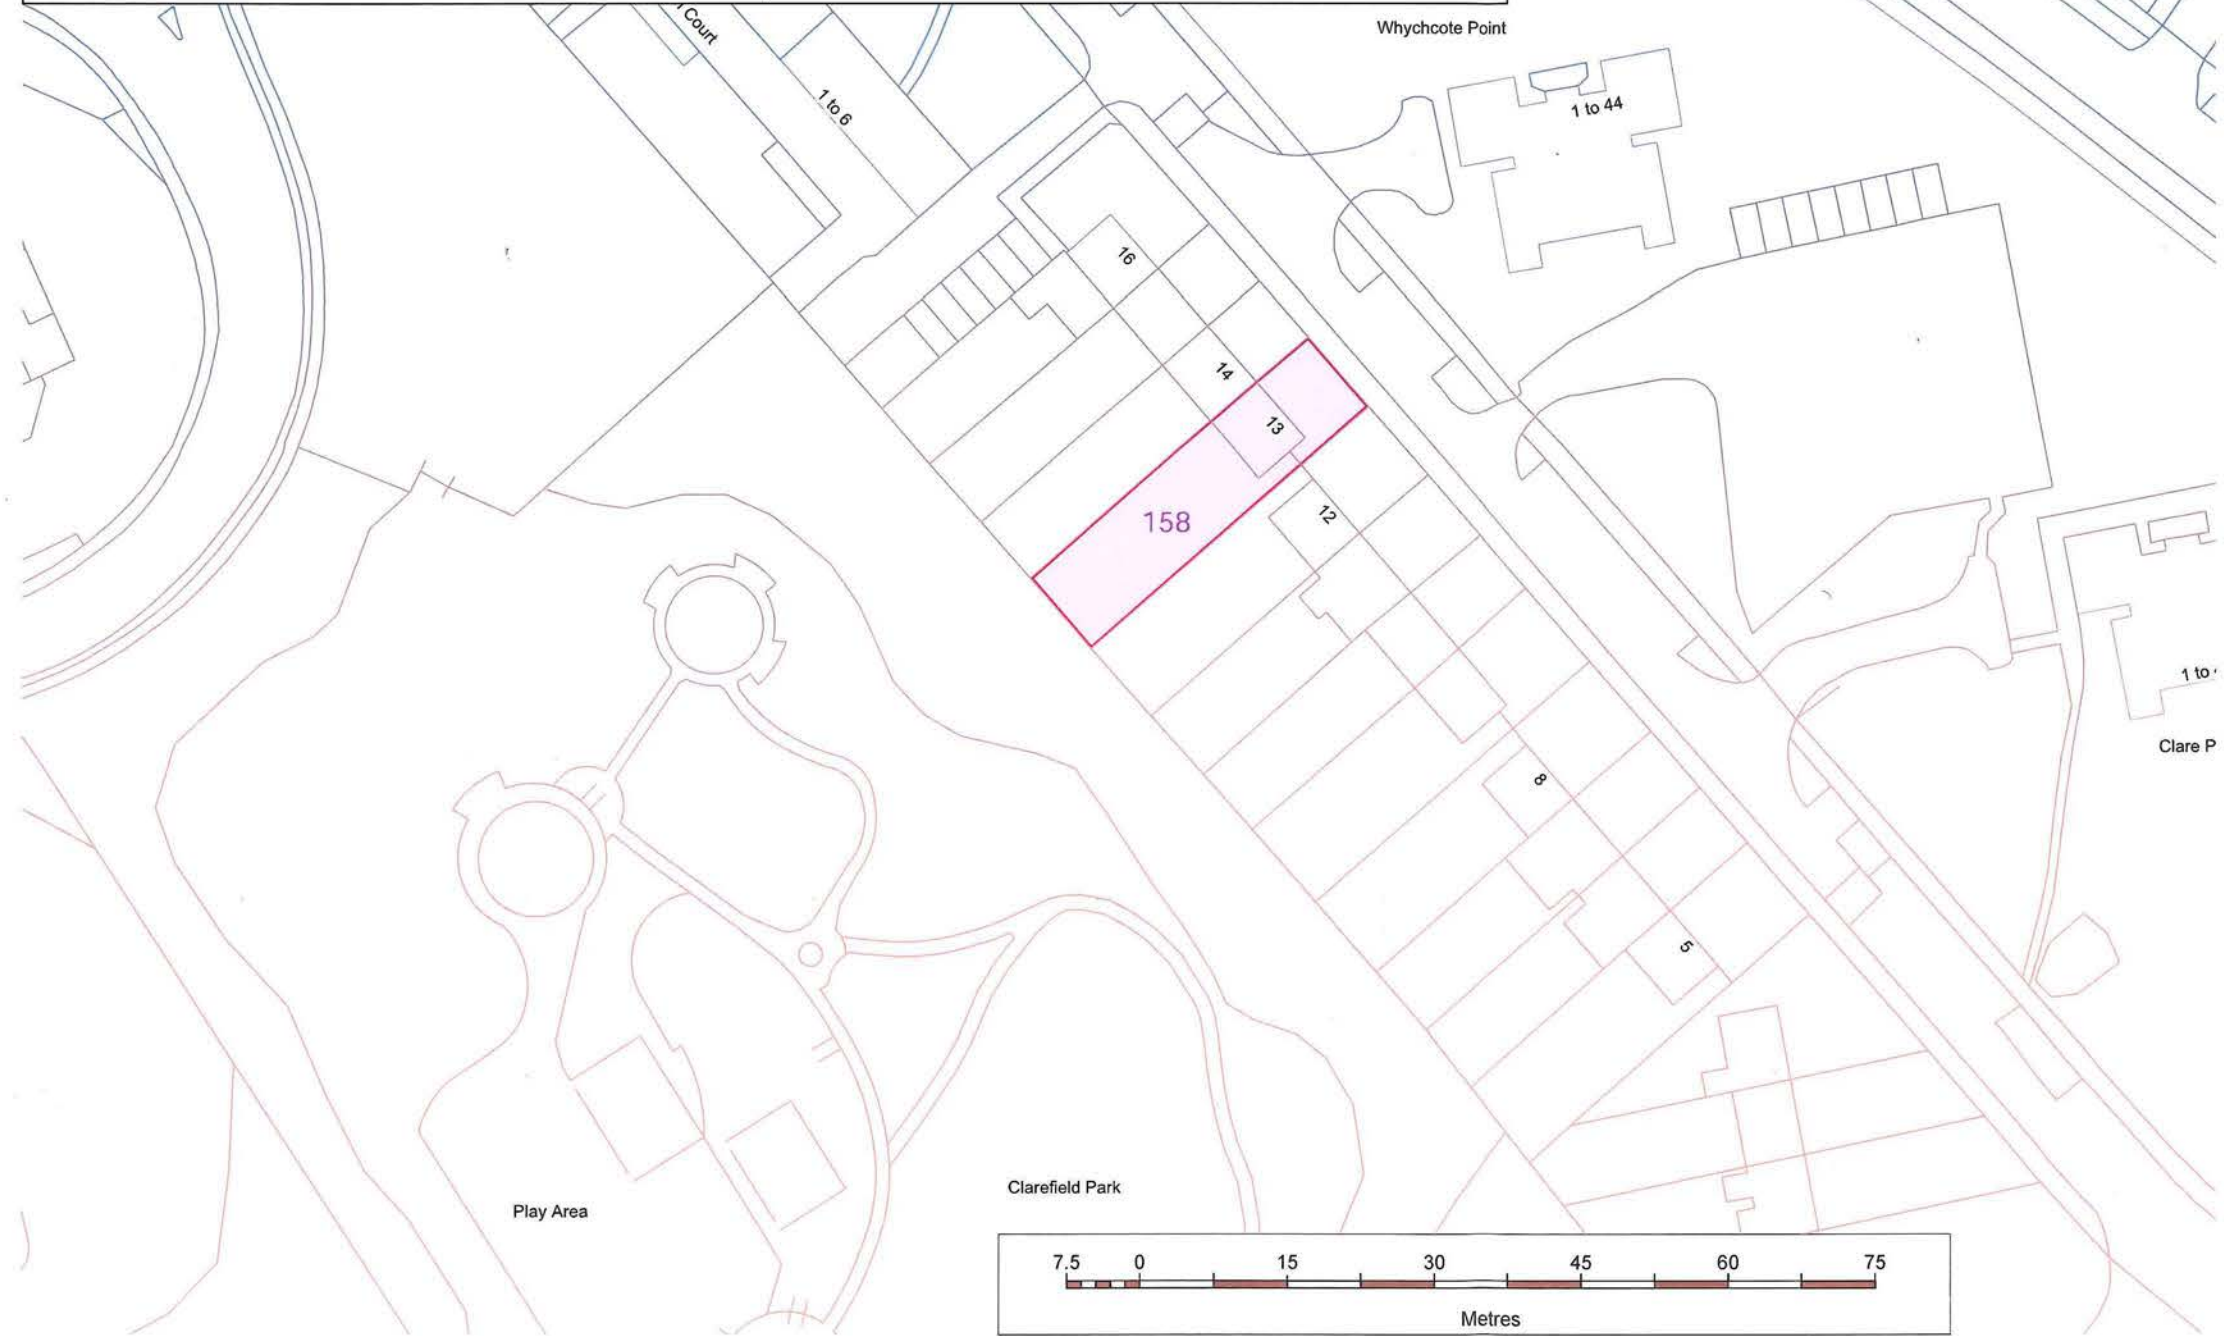 Whychcote Point
Court
1 to 6
1 to 44
16
14
13
158
12
1 to
8
Clare P
5
Clarefield Park
Play Area
7.5 0 15 30 45 60 75
Metres